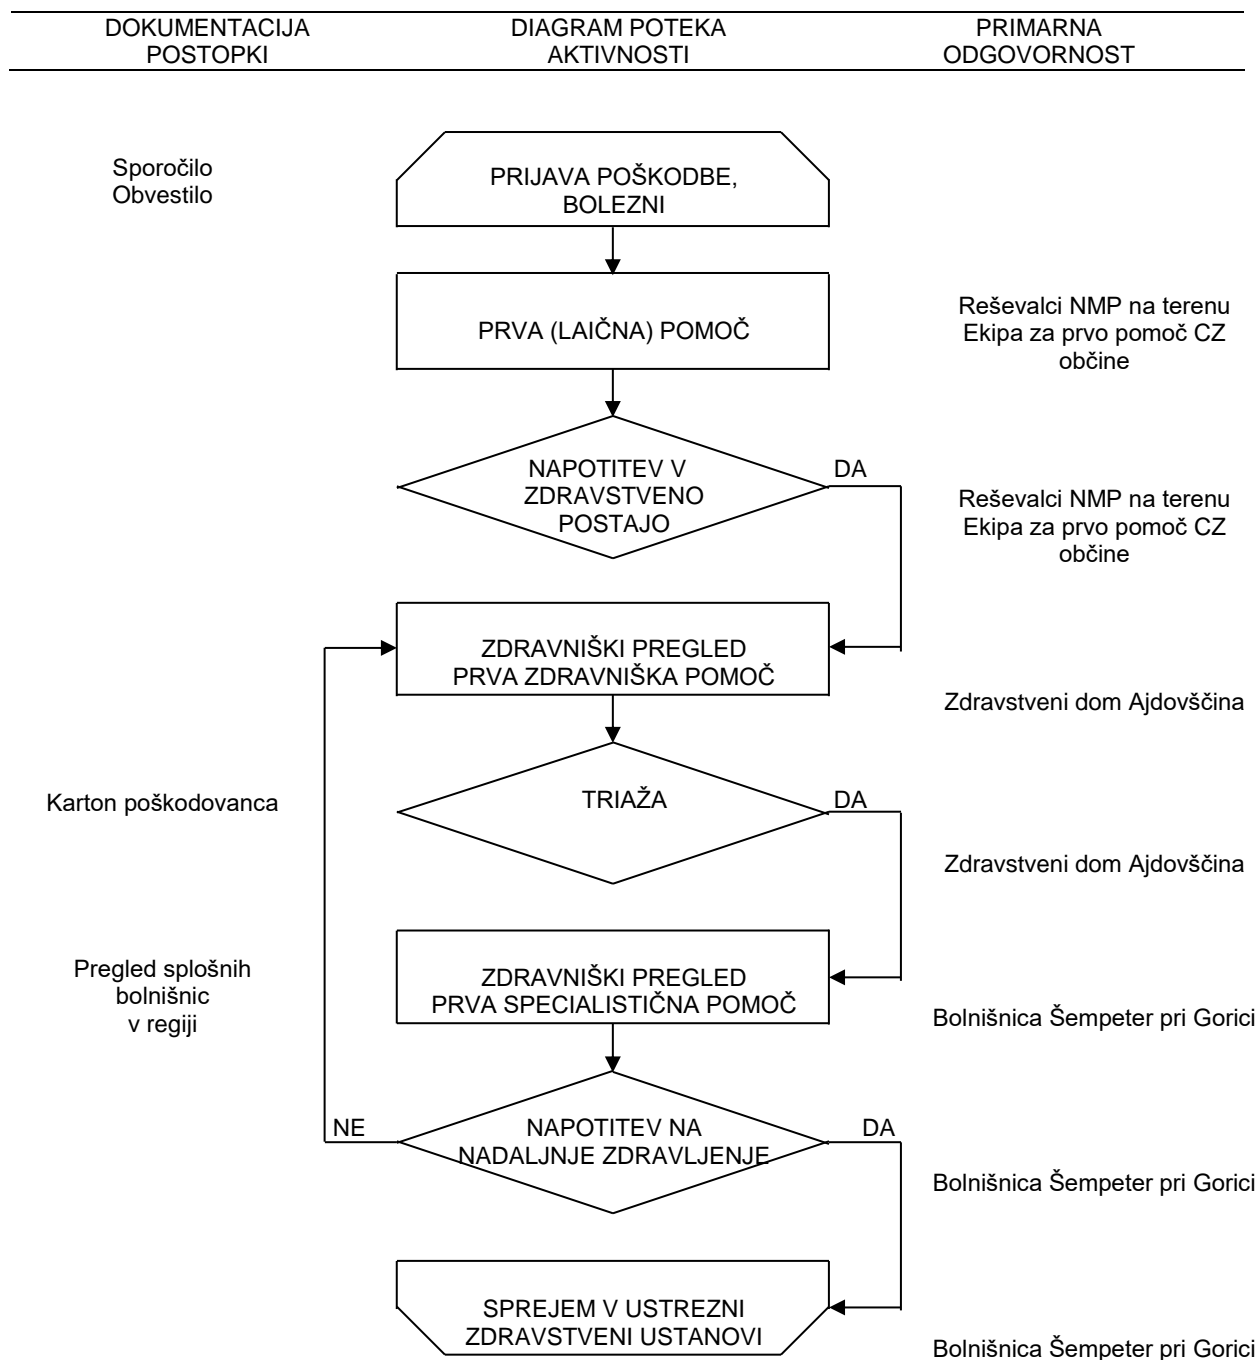 DOKUMENTACIJA
POSTOPKI
DIAGRAM POTEKA
AKTIVNOSTI
PRIMARNA
ODGOVORNOST
Sporočilo
Obvestilo
PRIJAVA POŠKODBE,
BOLEZNI
PRVA (LAIČNA) POMOČ
Reševalci NMP na terenu
Ekipa za prvo pomoč CZ
občine
NAPOTITEV V
ZDRAVSTVENO
POSTAJO
DA
Reševalci NMP na terenu
Ekipa za prvo pomoč CZ
občine
ZDRAVNIŠKI PREGLED
PRVA ZDRAVNIŠKA POMOČ
Zdravstveni dom Ajdovščina
Karton poškodovanca
TRIAŽA
DA
Zdravstveni dom Ajdovščina
Pregled splošnih
bolnišnic
v regiji
ZDRAVNIŠKI PREGLED
PRVA SPECIALISTIČNA POMOČ
Bolnišnica Šempeter pri Gorici
NE
NAPOTITEV NA
NADALJNJE ZDRAVLJENJE
DA
Bolnišnica Šempeter pri Gorici
SPREJEM V USTREZNI
ZDRAVSTVENI USTANOVI
Bolnišnica Šempeter pri Gorici